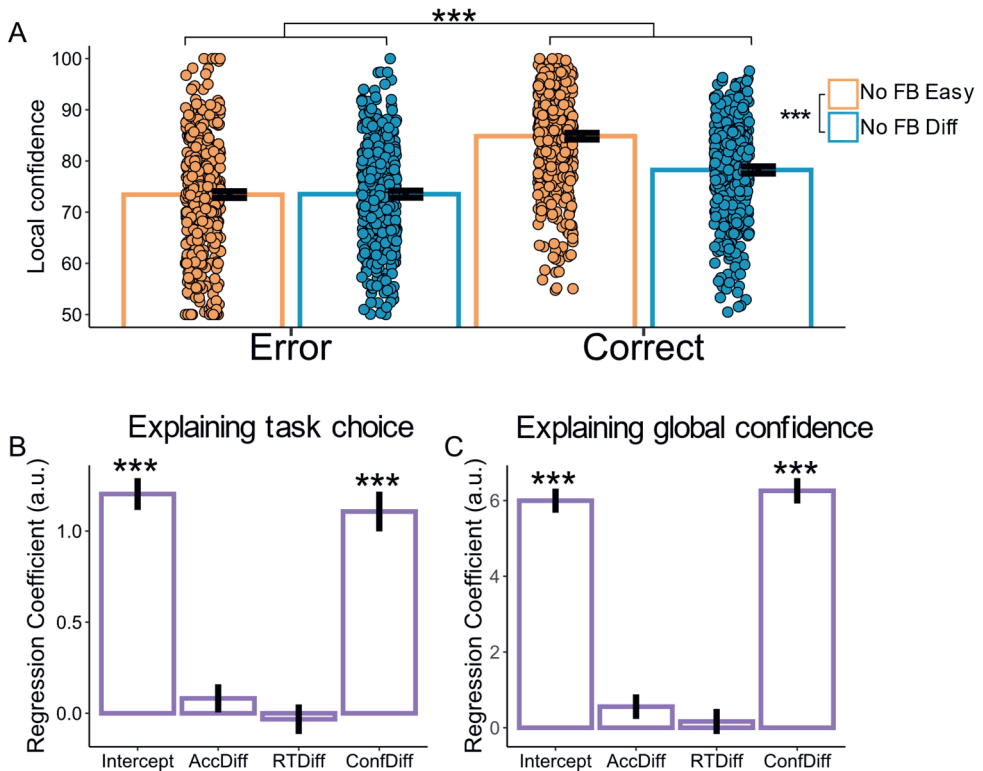 A
***
Local confidence
100
90
80
70
60
50
Error
Correct
No FB Easy
***
No FB Diff
B
Explaining task choice
Regression Coefficient (a.u.)
1.0
0.5
0.0
***
***
Intercept
AccDiff
RTDiff
ConfDiff
C
Explaining global confidence
Regression Coefficient (a.u.)
6
4
2
0
***
***
Intercept
AccDiff
RTDiff
ConfDiff